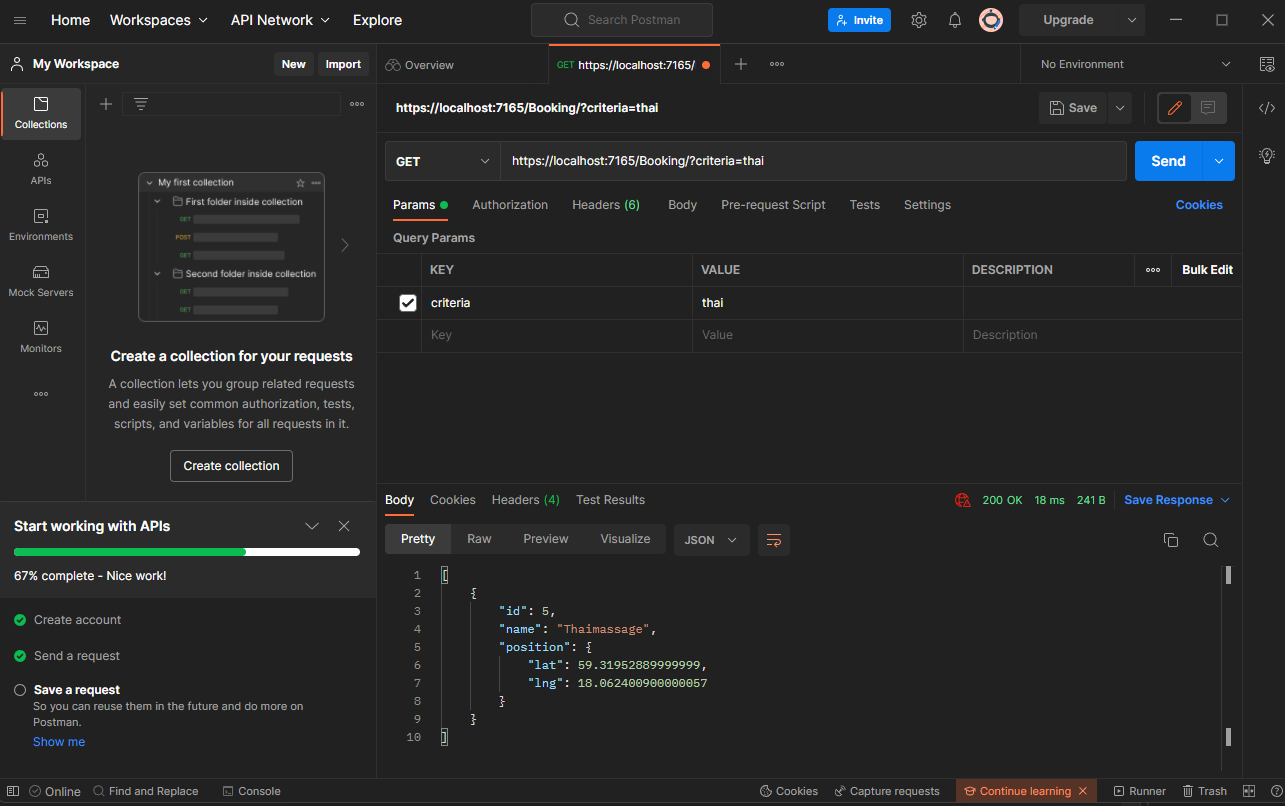 Home Workspaces API Network Explore Search Postman Invite Upgrade
My Workspace New Import Overview GET https://localhost:7165/ No Environment
Collections
APIs
Environments
Mock Servers
Monitors
My first collection
First folder inside collection
GET
POST
GET
Second folder inside collection
GET
GET
Create a collection for your requests
A collection lets you group related requests
and easily set common authorization, tests,
scripts, and variables for all requests in it.
Create collection
Start working with APIs
67% complete - Nice work!
Create account
Send a request
Save a request
So you can reuse them in the future and do more on
Postman.
Show me
https://localhost:7165/Booking/?criteria=thai Save
GET https://localhost:7165/Booking/?criteria=thai Send
Params Authorization Headers (6) Body Pre-request Script Tests Settings Cookies
Query Params
KEY VALUE DESCRIPTION Bulk Edit
criteria thai
Key Value Description
Body Cookies Headers (4) Test Results 200 OK 18 ms 241 B Save Response
Pretty Raw Preview Visualize JSON
1 [
2 {
3 "id": 5,
4 "name": "Thaimassage",
5 "position": {
6 "lat": 59.31952889999999,
7 "lng": 18.062400900000057
8 }
9 }
10 ]
Online Find and Replace Console Cookies Capture requests Continue learning Runner Trash